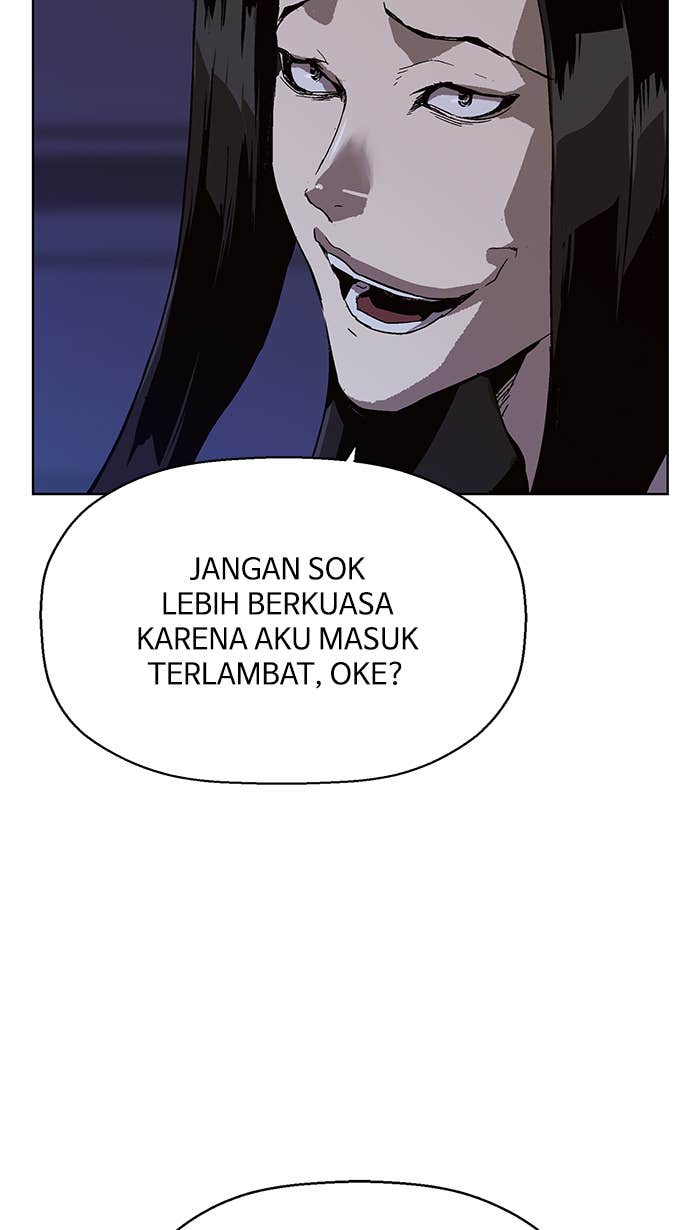 JANGAN SOK
LEBIH BERKUASA
KARENA AKU MASUK
TERLAMBAT, OKE?